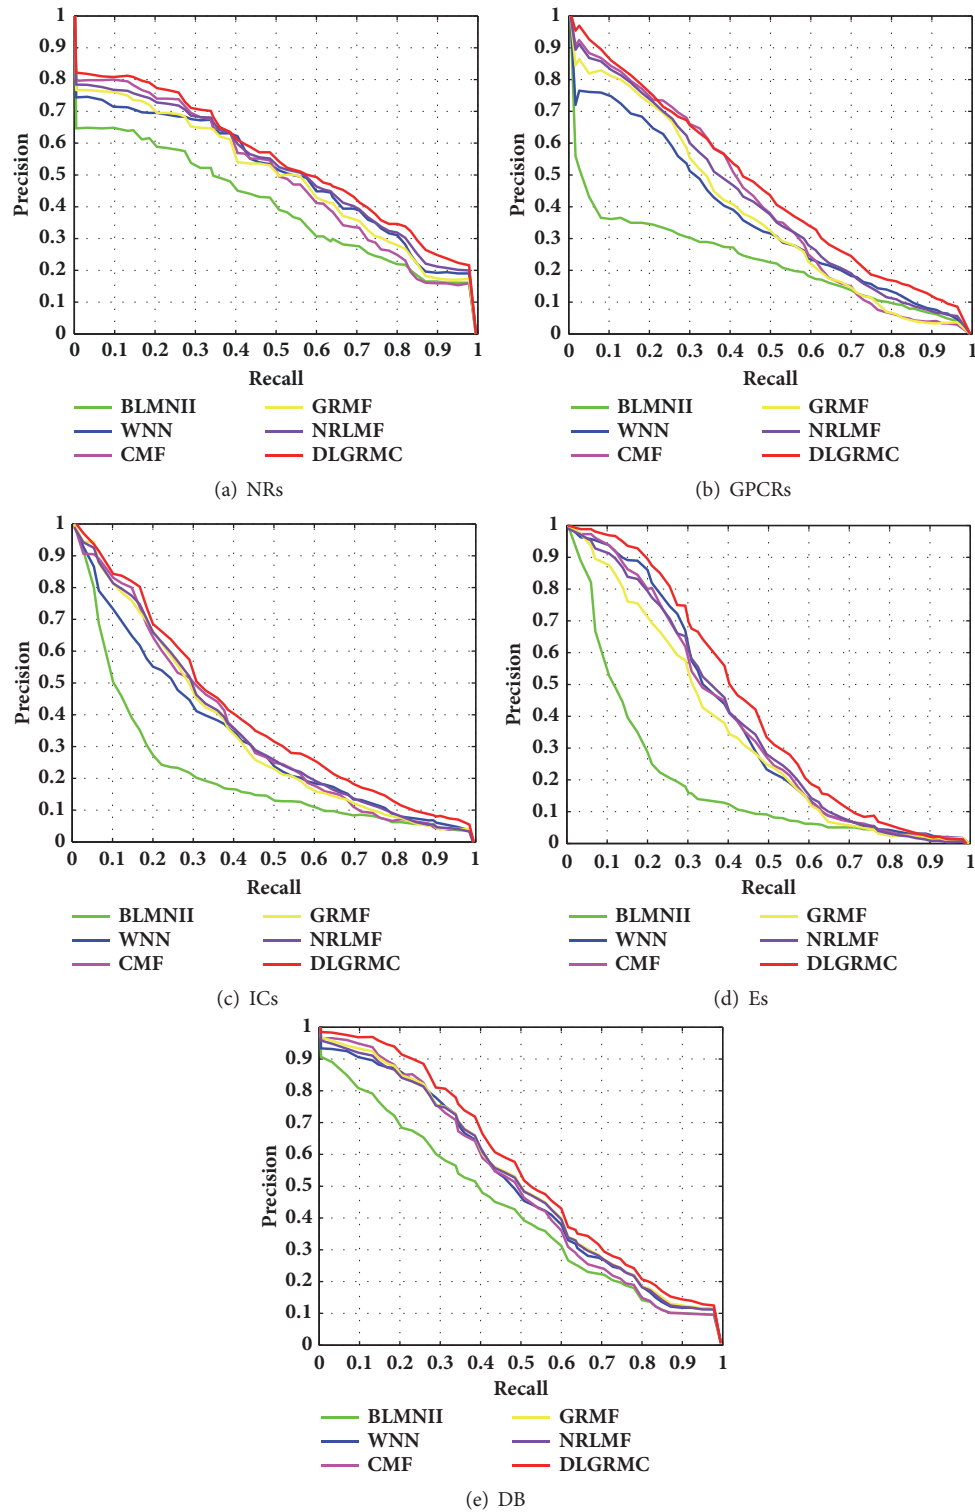 1
0.9
0.8
0.7
0.6
0.5
0.4
0.3
0.2
0.1
0
Precision
0 0.1 0.2 0.3 0.4 0.5 0.6 0.7 0.8 0.9 1
Recall
BLMNII GRMF
WNN NRLMF
CMF DLGRMC
(a) NRs
1
0.9
0.8
0.7
0.6
0.5
0.4
0.3
0.2
0.1
0
Precision
0 0.1 0.2 0.3 0.4 0.5 0.6 0.7 0.8 0.9 1
Recall
BLMNII GRMF
WNN NRLMF
CMF DLGRMC
(b) GPCRs
1
0.9
0.8
0.7
0.6
0.5
0.4
0.3
0.2
0.1
0
Precision
0 0.1 0.2 0.3 0.4 0.5 0.6 0.7 0.8 0.9 1
Recall
BLMNII GRMF
WNN NRLMF
CMF DLGRMC
(c) ICs
1
0.9
0.8
0.7
0.6
0.5
0.4
0.3
0.2
0.1
0
Precision
0 0.1 0.2 0.3 0.4 0.5 0.6 0.7 0.8 0.9 1
Recall
BLMNII GRMF
WNN NRLMF
CMF DLGRMC
(d) Es
1
0.9
0.8
0.7
0.6
0.5
0.4
0.3
0.2
0.1
0
Precision
0 0.1 0.2 0.3 0.4 0.5 0.6 0.7 0.8 0.9 1
Recall
BLMNII GRMF
WNN NRLMF
CMF DLGRMC
(e) DB